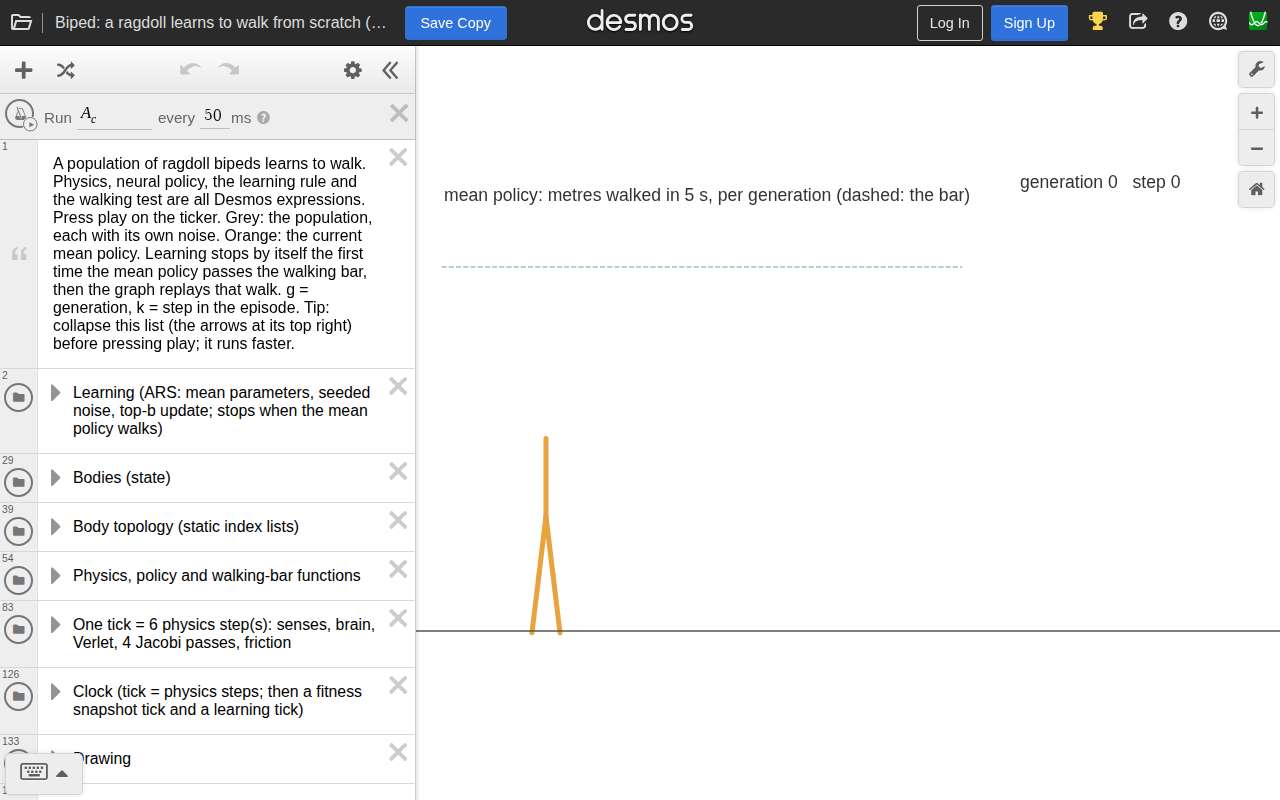 Biped: a ragdoll learns to walk from scratch (…
Save Copy
desmos
Log In
Sign Up
Run A_c every 50 ms
1
A population of ragdoll bipeds learns to walk.
Physics, neural policy, the learning rule and
the walking test are all Desmos expressions.
Press play on the ticker. Grey: the population,
each with its own noise. Orange: the current
mean policy. Learning stops by itself the first
time the mean policy passes the walking bar,
then the graph replays that walk. g =
generation, k = step in the episode. Tip:
collapse this list (the arrows at its top right)
before pressing play; it runs faster.
2
Learning (ARS: mean parameters, seeded
noise, top-b update; stops when the mean
policy walks)
29
Bodies (state)
39
Body topology (static index lists)
54
Physics, policy and walking-bar functions
83
One tick = 6 physics step(s): senses, brain,
Verlet, 4 Jacobi passes, friction
126
Clock (tick = physics steps; then a fitness
snapshot tick and a learning tick)
133
Drawing
mean policy: metres walked in 5 s, per generation (dashed: the bar)
generation 0 step 0